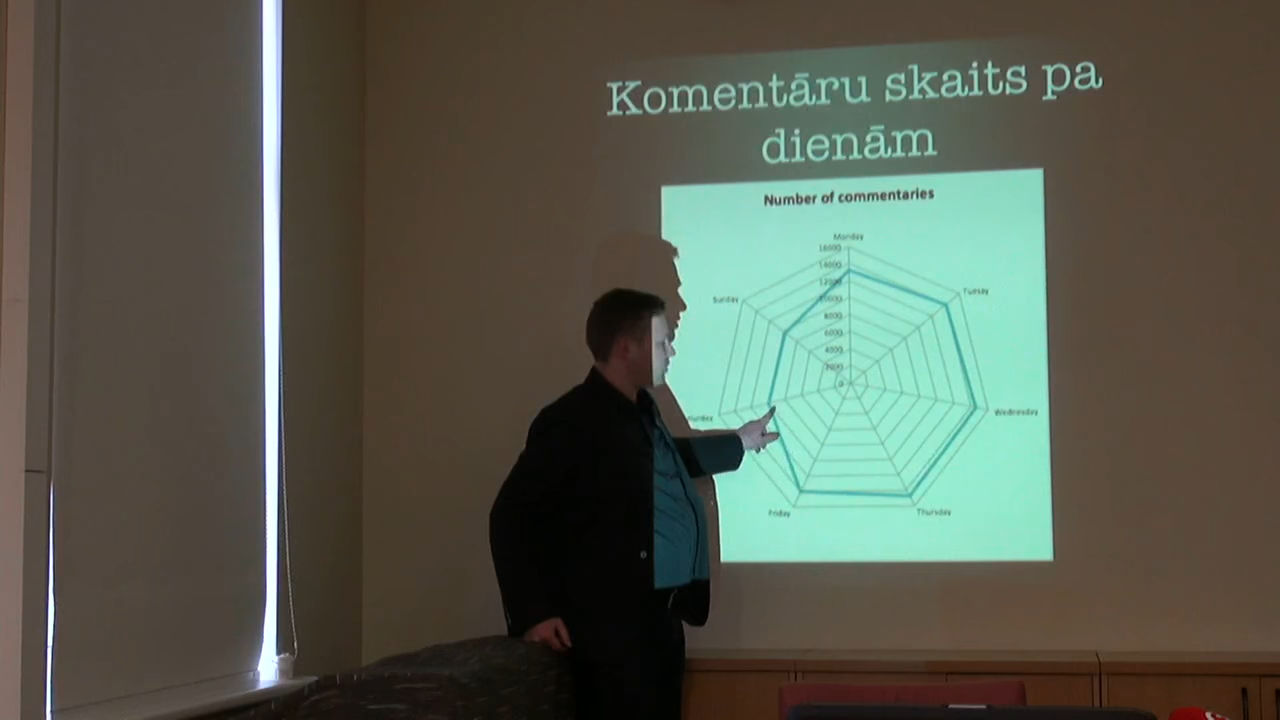 Komentāru skaits pa
dienām
Number of commentaries
Monday
16000
14000
12000
10000
8000
6000
4000
2000
0
Tuesday
Wednesday
Thursday
Friday
Sunday